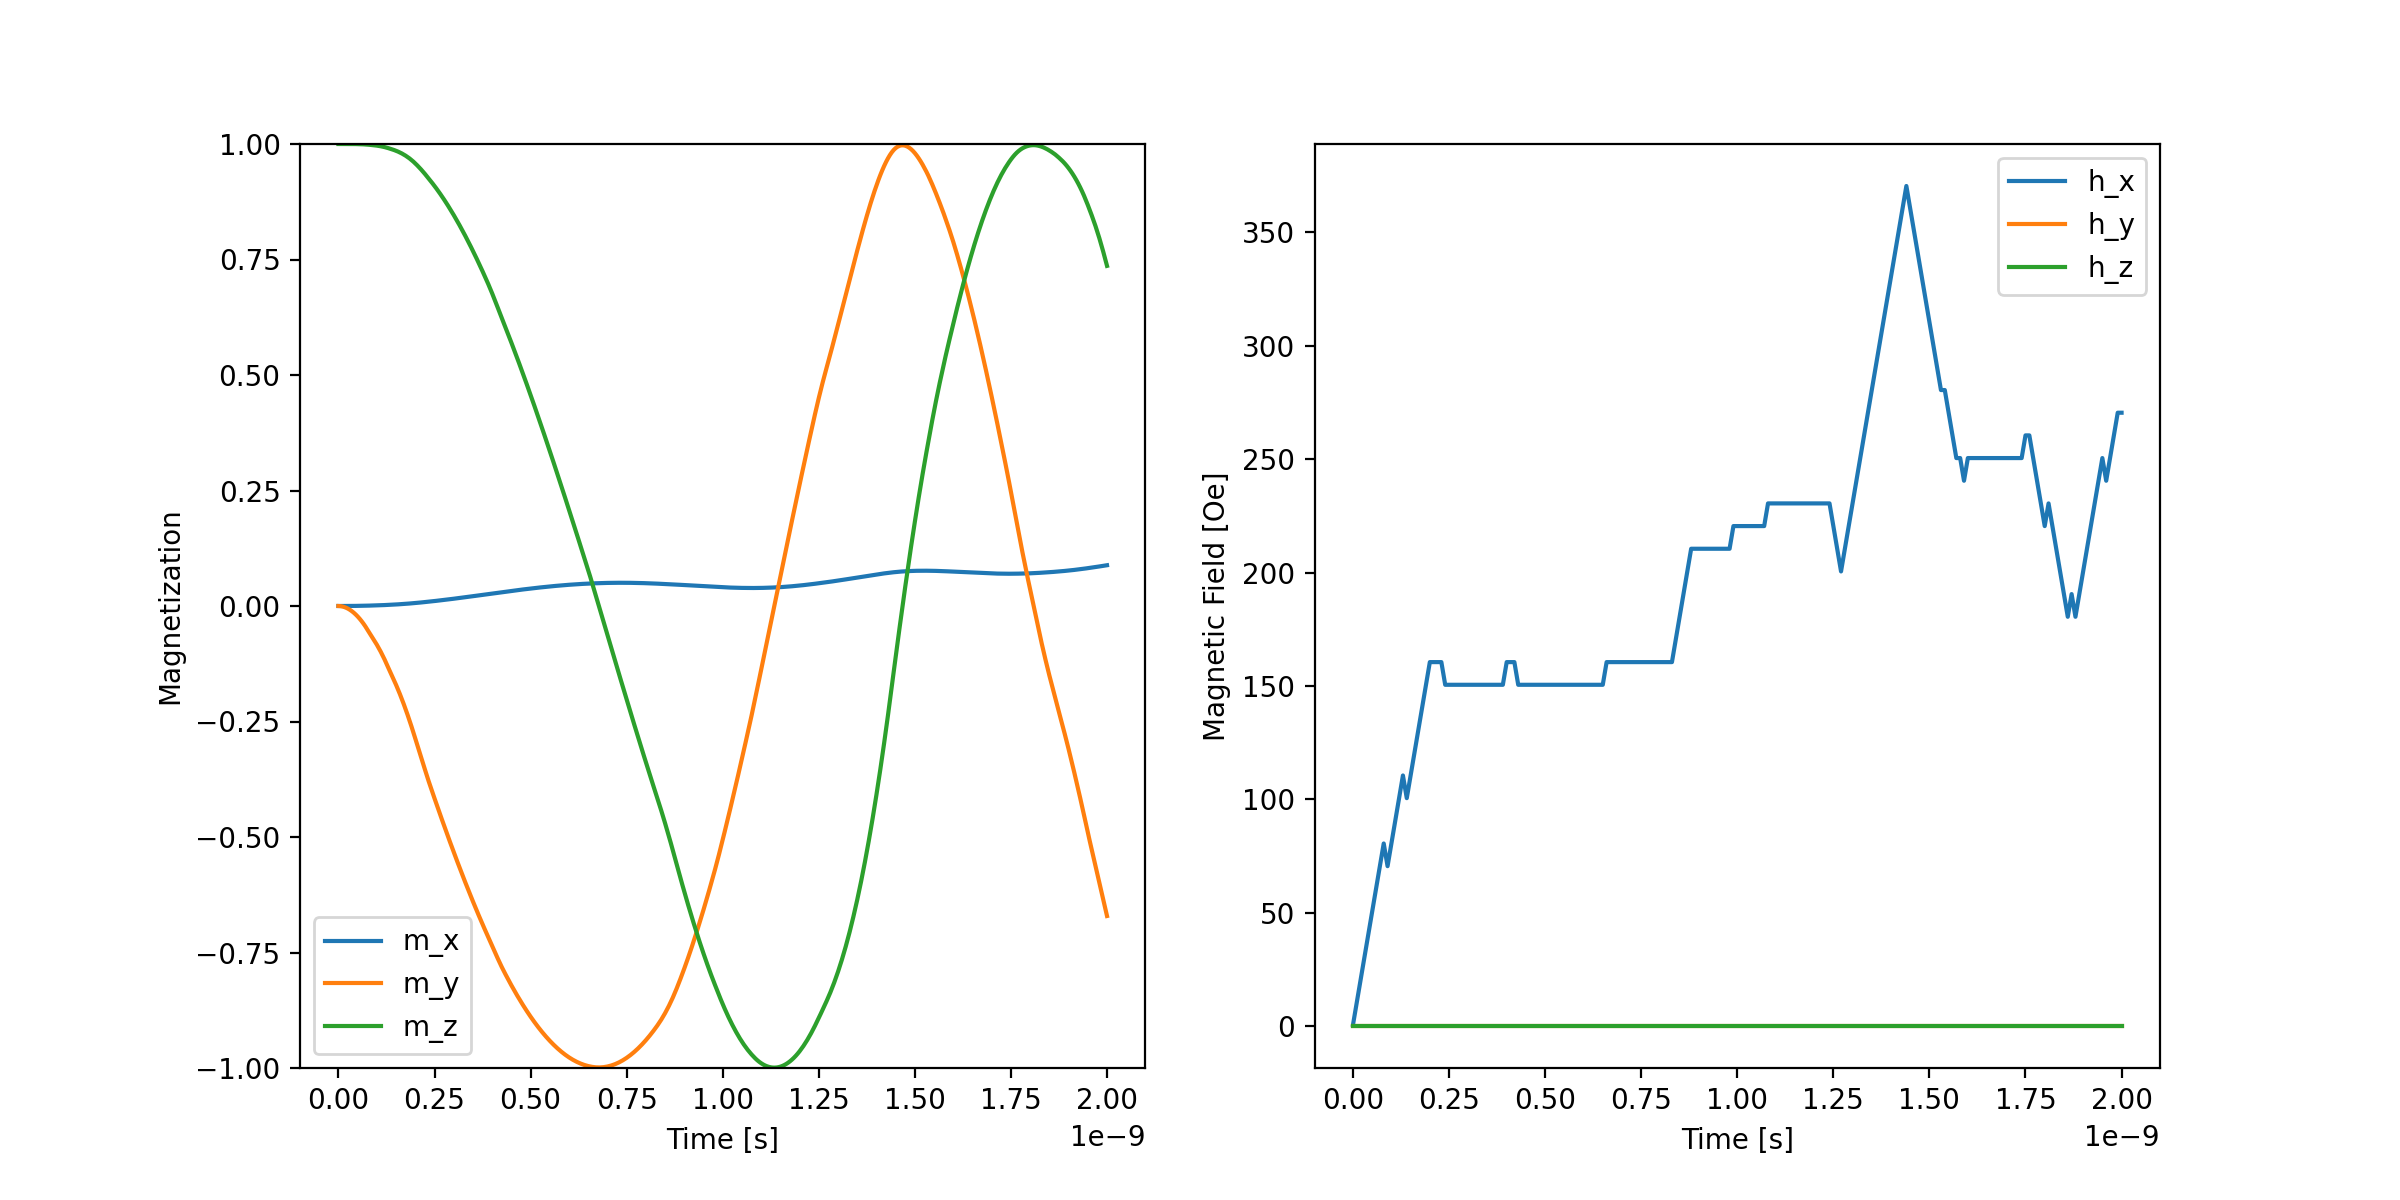 1.00
0.75
0.50
0.25
0.00
−0.25
−0.50
−0.75
−1.00
Magnetization
m_x
m_y
m_z
0.00 0.25 0.50 0.75 1.00 1.25 1.50 1.75 2.00
Time [s]
1e−9
350
300
250
200
150
100
50
0
Magnetic Field [Oe]
h_x
h_y
h_z
0.00 0.25 0.50 0.75 1.00 1.25 1.50 1.75 2.00
Time [s]
1e−9